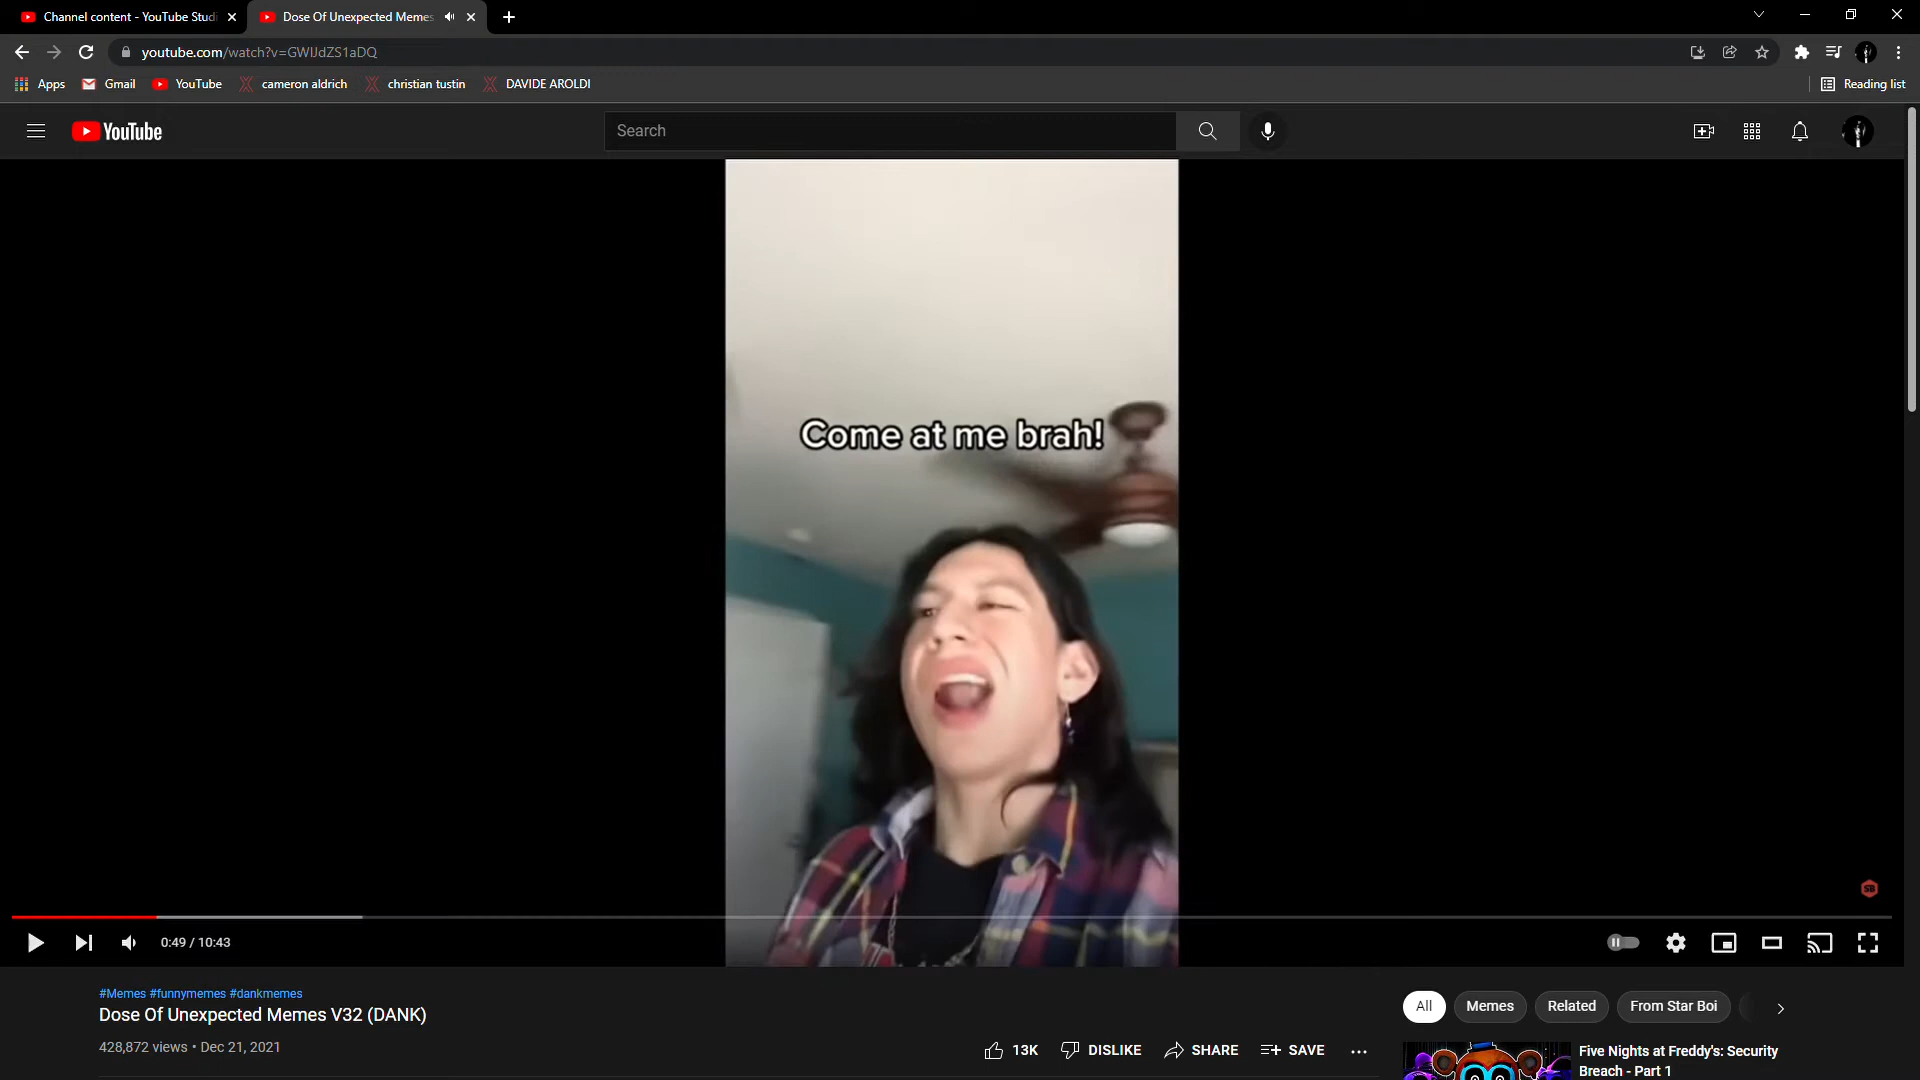 Channel content - YouTube Studi
Dose Of Unexpected Memes
youtube.com/watch?v=GWlJdZS1aDQ
Apps
Gmail
YouTube
cameron aldrich
christian tustin
DAVIDE AROLDI
Reading list
YouTube
Search
Come at me brah!
SB
0:49 / 10:43
#Memes #funnymemes #dankmemes
Dose Of Unexpected Memes V32 (DANK)
428,872 views • Dec 21, 2021
13K
DISLIKE
SHARE
SAVE
All
Memes
Related
From Star Boi
Five Nights at Freddy's: Security
Breach - Part 1